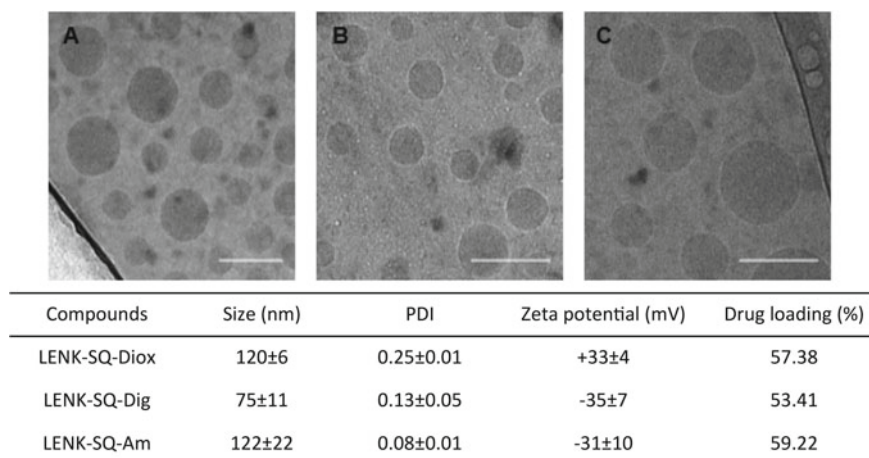 A B C
Compounds Size (nm) PDI Zeta potential (mV) Drug loading (%)
LENK-SQ-Diox 120±6 0.25±0.01 +33±4 57.38
LENK-SQ-Dig 75±11 0.13±0.05 -35±7 53.41
LENK-SQ-Am 122±22 0.08±0.01 -31±10 59.22